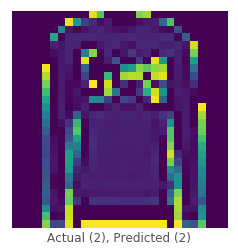 Actual (2), Predicted (2)